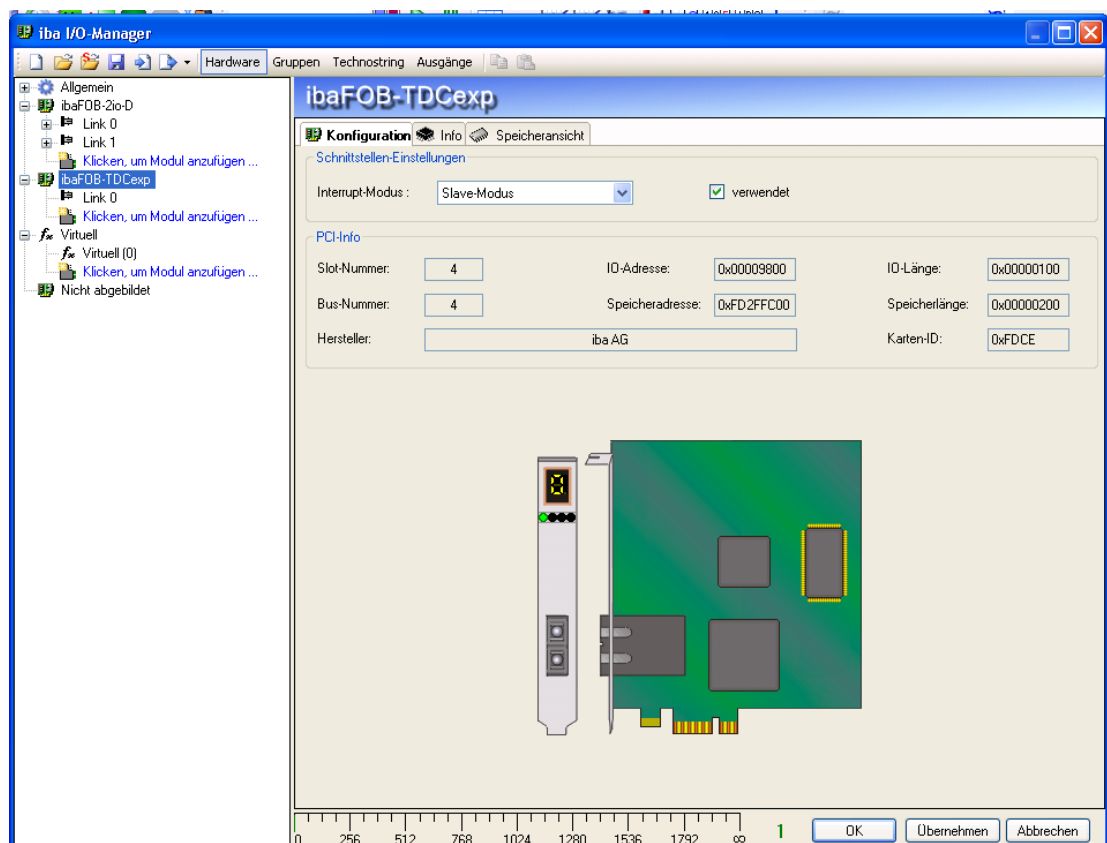 iba I/O-Manager
Hardware Gruppen Technostring Ausgänge
Allgemein
ibaFOB-2io-D
Link 0
Link 1
Klicken, um Modul anzufügen ...
ibaFOB-TDCexp
Link 0
Klicken, um Modul anzufügen ...
fx Virtuell
fx Virtuell (0)
Klicken, um Modul anzufügen ...
Nicht abgebildet
ibaFOB-TDCexp
Konfiguration Info Speicheransicht
Schnittstellen-Einstellungen
Interrupt-Modus : Slave-Modus verwendet
PCI-Info
Slot-Nummer: 4 IO-Adresse: 0x00009800 IO-Länge: 0x00000100
Bus-Nummer: 4 Speicheradresse: 0xFD2FFC00 Speicherlänge: 0x00000200
Hersteller: iba AG Karten-ID: 0xFDCE
0 256 512 768 1024 1280 1536 1792 ∞ 1 OK Übernehmen Abbrechen